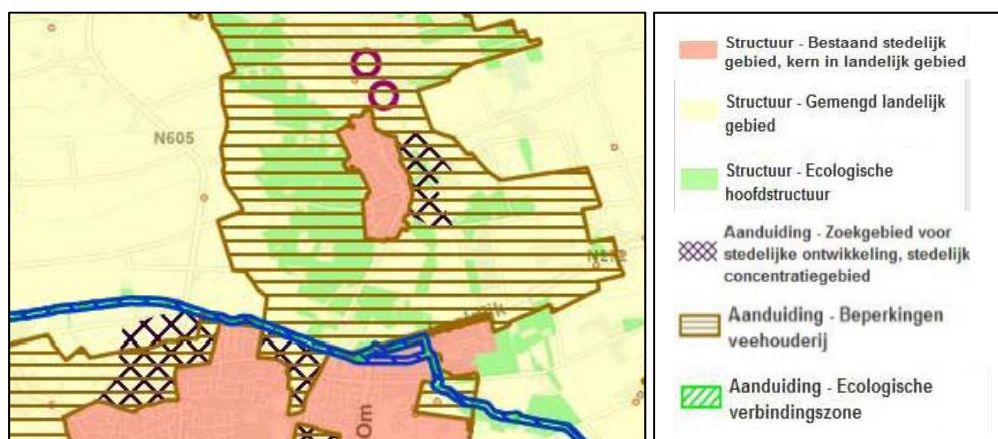 N605
N272
Om
Structuur - Bestaand stedelijk
gebied, kern in landelijk gebied
Structuur - Gemengd landelijk
gebied
Structuur - Ecologische
hoofdstructuur
Aanduiding - Zoekgebied voor
stedelijke ontwikkeling, stedelijk
concentratiegebied
Aanduiding - Beperkingen
veehouderij
Aanduiding - Ecologische
verbindingszone